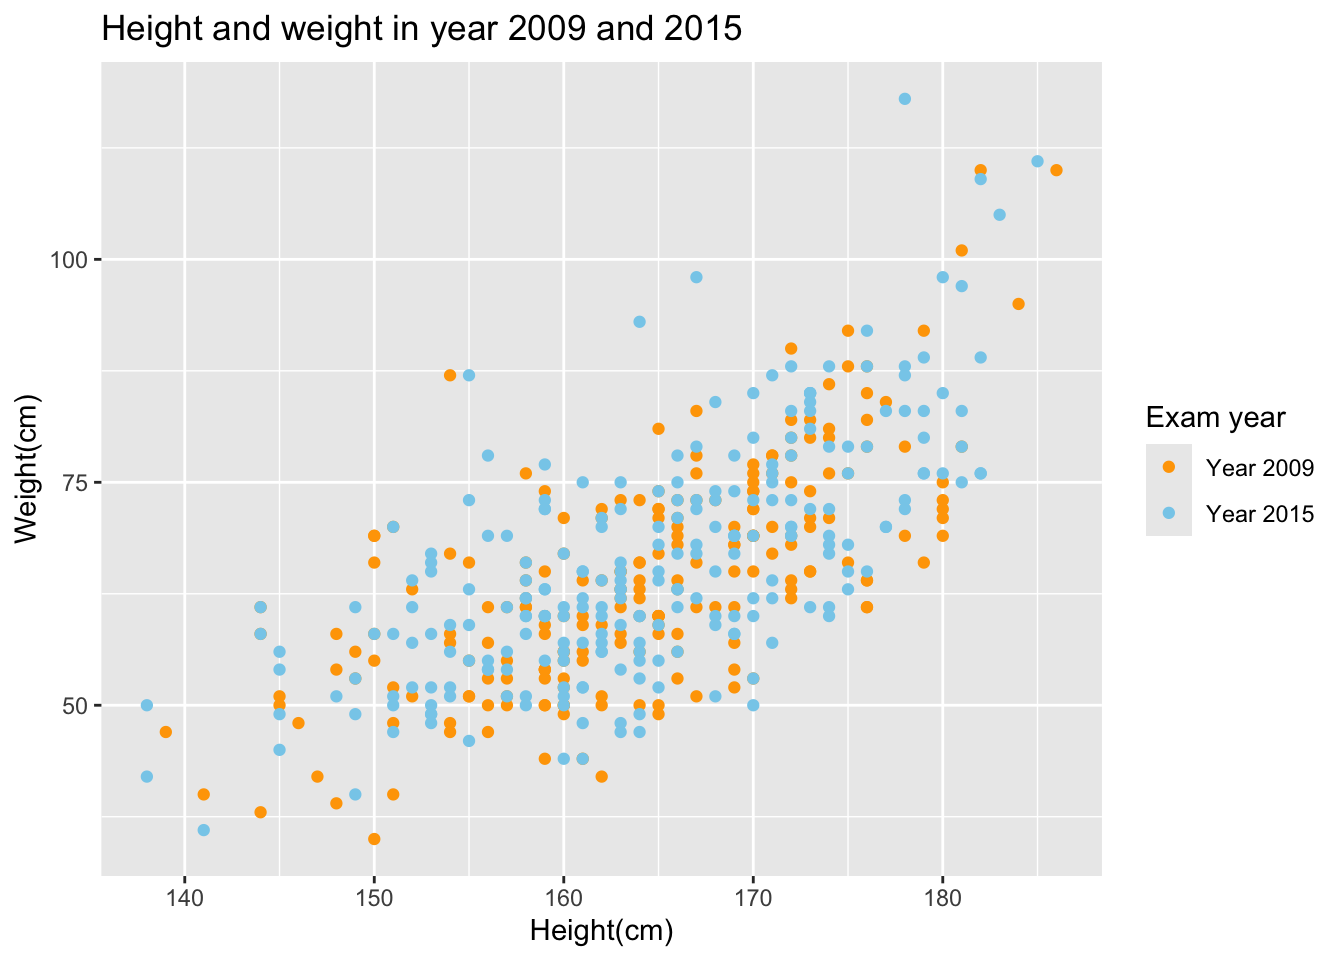 Height and weight in year 2009 and 2015
100
75
50
Weight(cm)
140 150 160 170 180
Height(cm)
Exam year
Year 2009
Year 2015